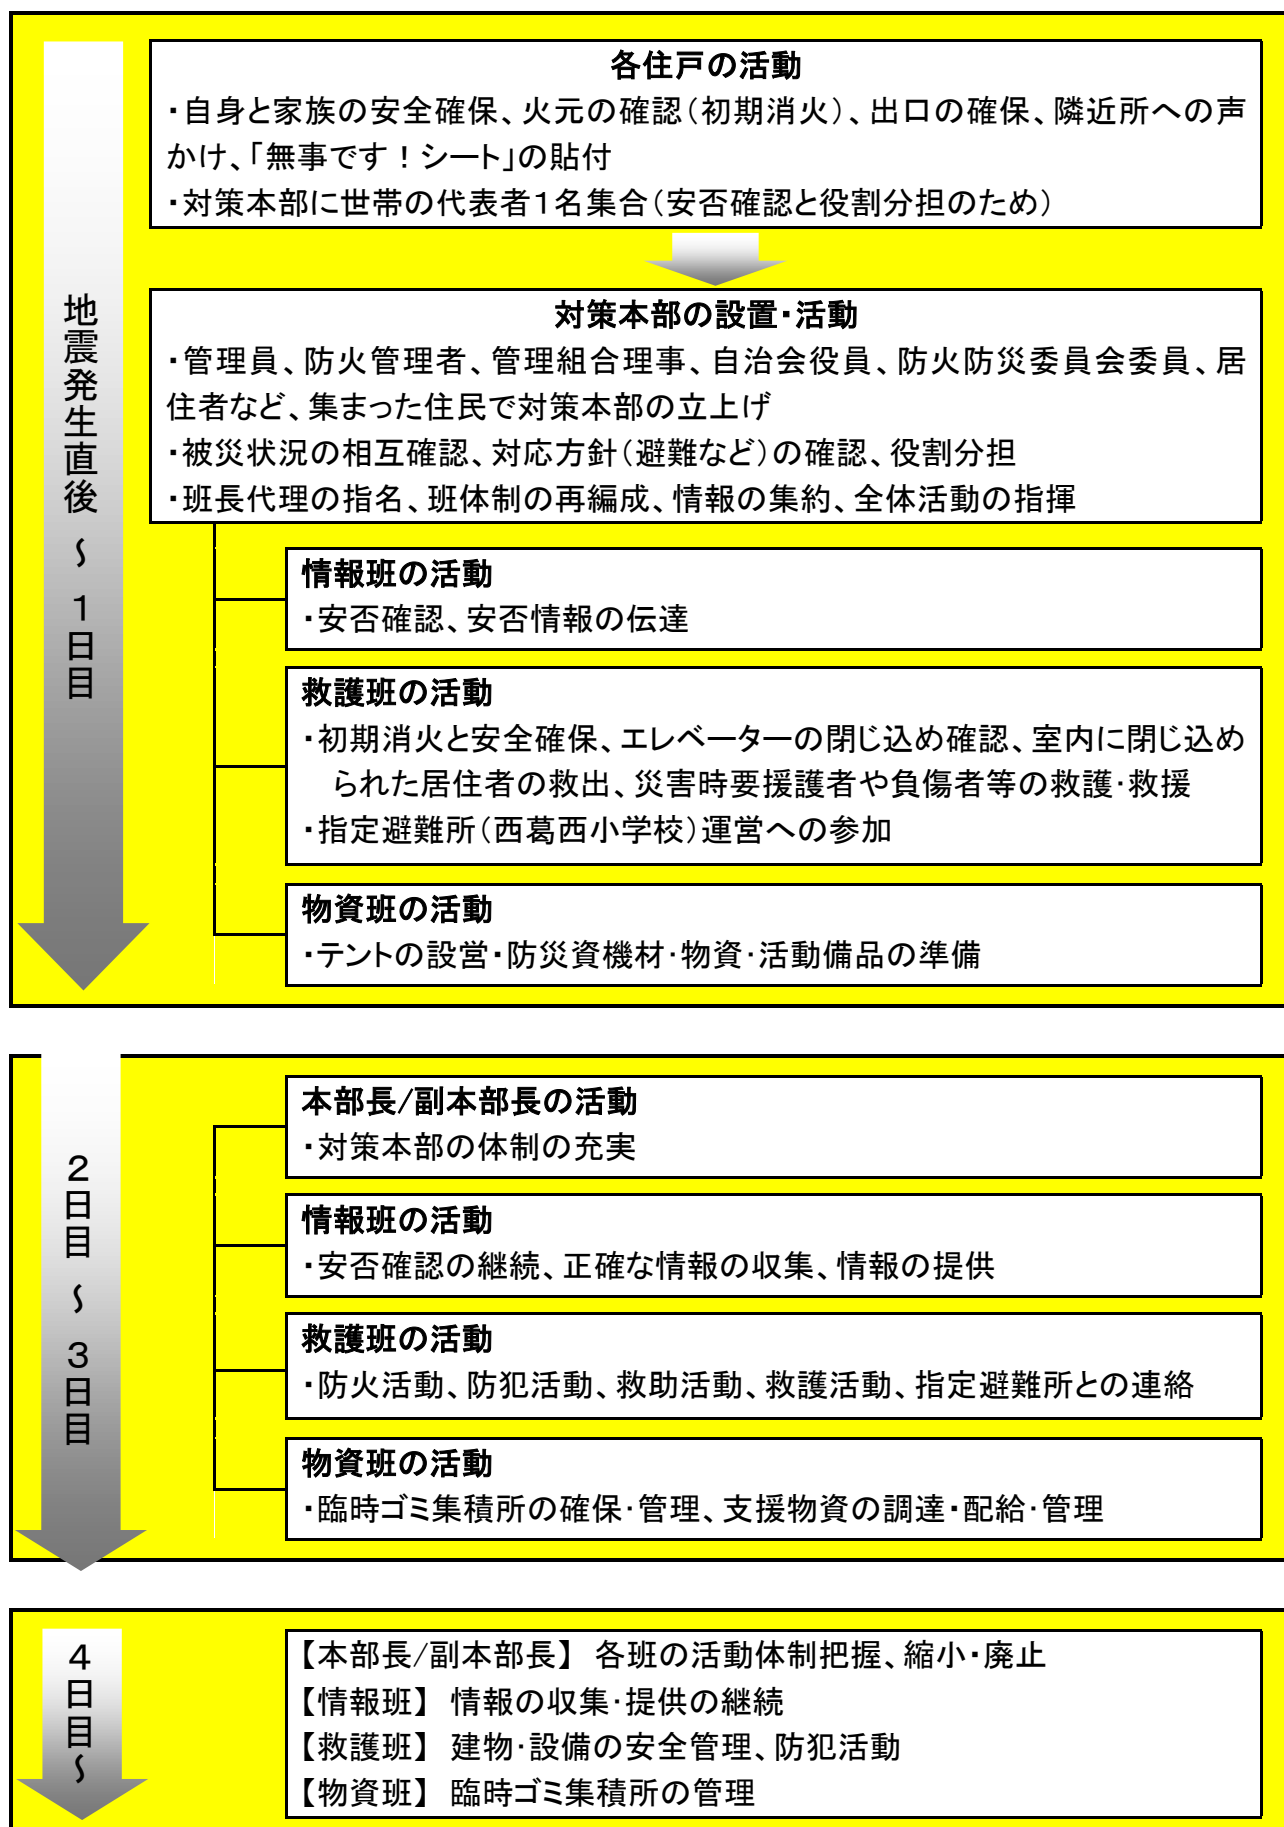 各住戸の活動
・自身と家族の安全確保、火元の確認（初期消火）、出口の確保、隣近所への声
かけ、「無事です！シート」の貼付
・対策本部に世帯の代表者１名集合（安否確認と役割分担のため）
地震発生直後～１日目
対策本部の設置・活動
・管理員、防火管理者、管理組合理事、自治会役員、防火防災委員会委員、居
住者など、集まった住民で対策本部の立上げ
・被災状況の相互確認、対応方針（避難など）の確認、役割分担
・班長代理の指名、班体制の再編成、情報の集約、全体活動の指揮
情報班の活動
・安否確認、安否情報の伝達
救護班の活動
・初期消火と安全確保、エレベーターの閉じ込め確認、室内に閉じ込め
られた居住者の救出、災害時要援護者や負傷者等の救護･救援
・指定避難所（西葛西小学校）運営への参加
物資班の活動
・テントの設営・防災資機材･物資･活動備品の準備
２日目～３日目
本部長/副本部長の活動
・対策本部の体制の充実
情報班の活動
・安否確認の継続、正確な情報の収集、情報の提供
救護班の活動
・防火活動、防犯活動、救助活動、救護活動、指定避難所との連絡
物資班の活動
・臨時ゴミ集積所の確保･管理、支援物資の調達・配給･管理
４日目～
【本部長/副本部長】 各班の活動体制把握、縮小・廃止
【情報班】 情報の収集･提供の継続
【救護班】 建物･設備の安全管理、防犯活動
【物資班】 臨時ゴミ集積所の管理